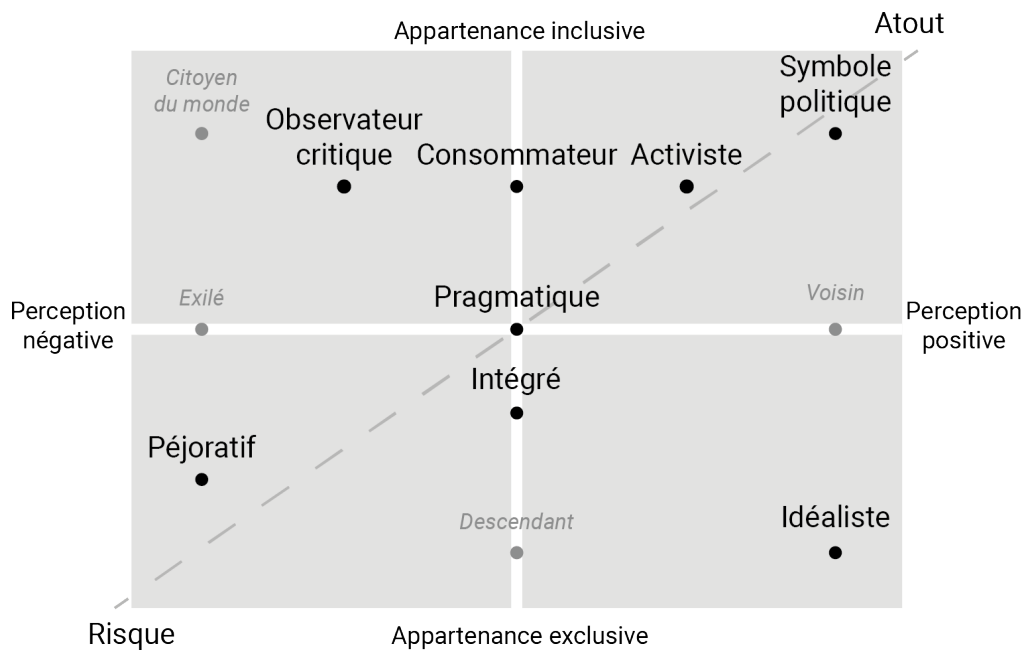 Atout
Appartenance inclusive
Symbole
politique
Citoyen
du monde
Observateur
critique
Consommateur
Activiste
Exilé
Pragmatique
Voisin
Perception
négative
Perception
positive
Intégré
Péjoratif
Descendant
Idéaliste
Risque
Appartenance exclusive